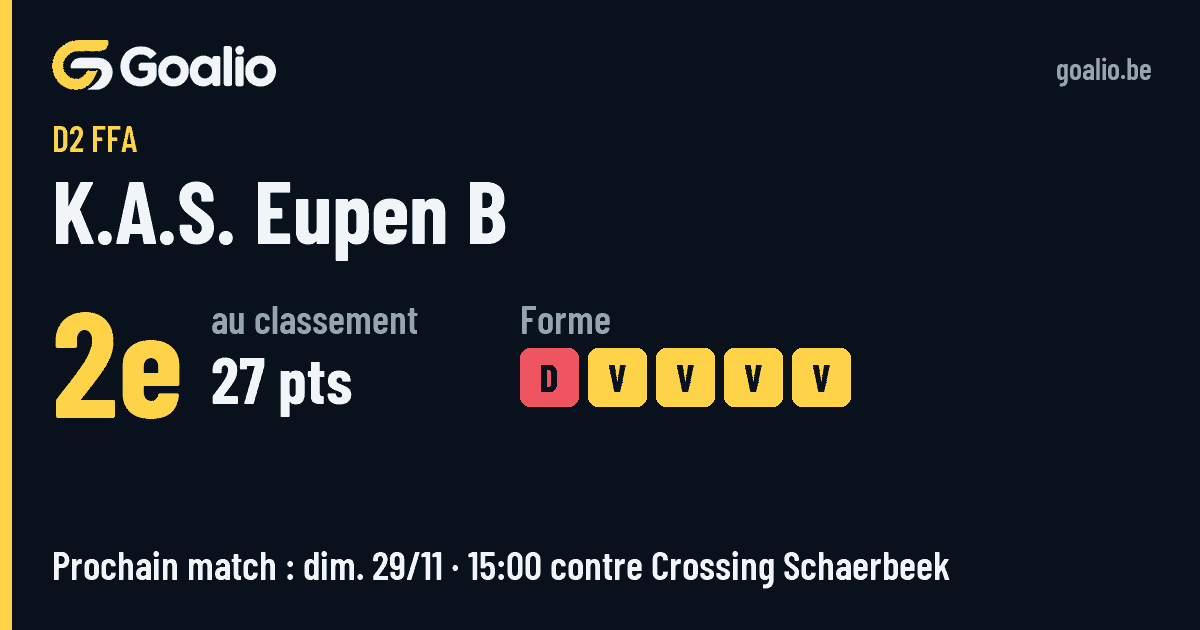 Goalio
goalio.be
D2 FFA
K.A.S. Eupen B
2e
au classement
27 pts
Forme
D V V V V
Prochain match : dim. 29/11 · 15:00 contre Crossing Schaerbeek